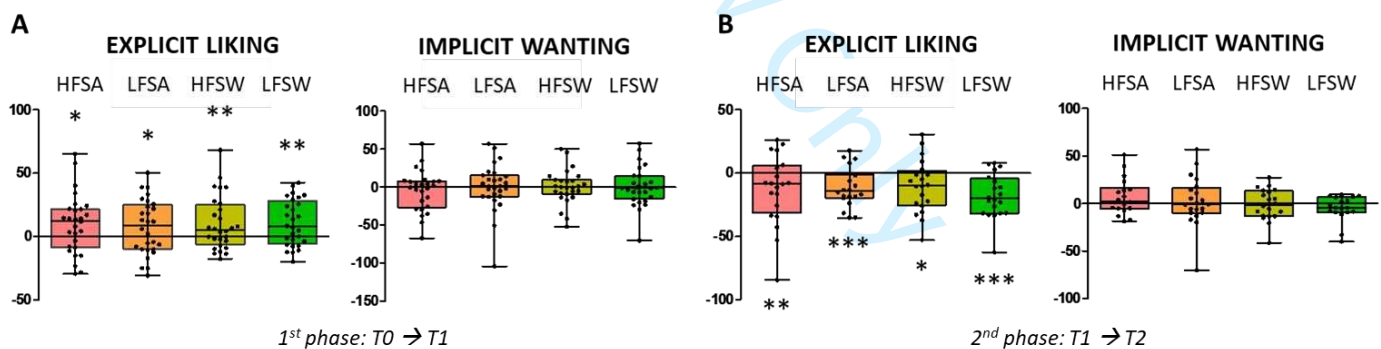 A
EXPLICIT LIKING
IMPLICIT WANTING
HFSA LFSA HFSW LFSW
HFSA LFSA HFSW LFSW
* * ** **
100
50
0
-50
100
50
0
-50
-100
-150
1st phase: T0 → T1
B
EXPLICIT LIKING
IMPLICIT WANTING
HFSA LFSA HFSW LFSW
HFSA LFSA HFSW LFSW
50
0
-50
-100
** *** * ***
100
50
0
-50
-100
2nd phase: T1 → T2
Only